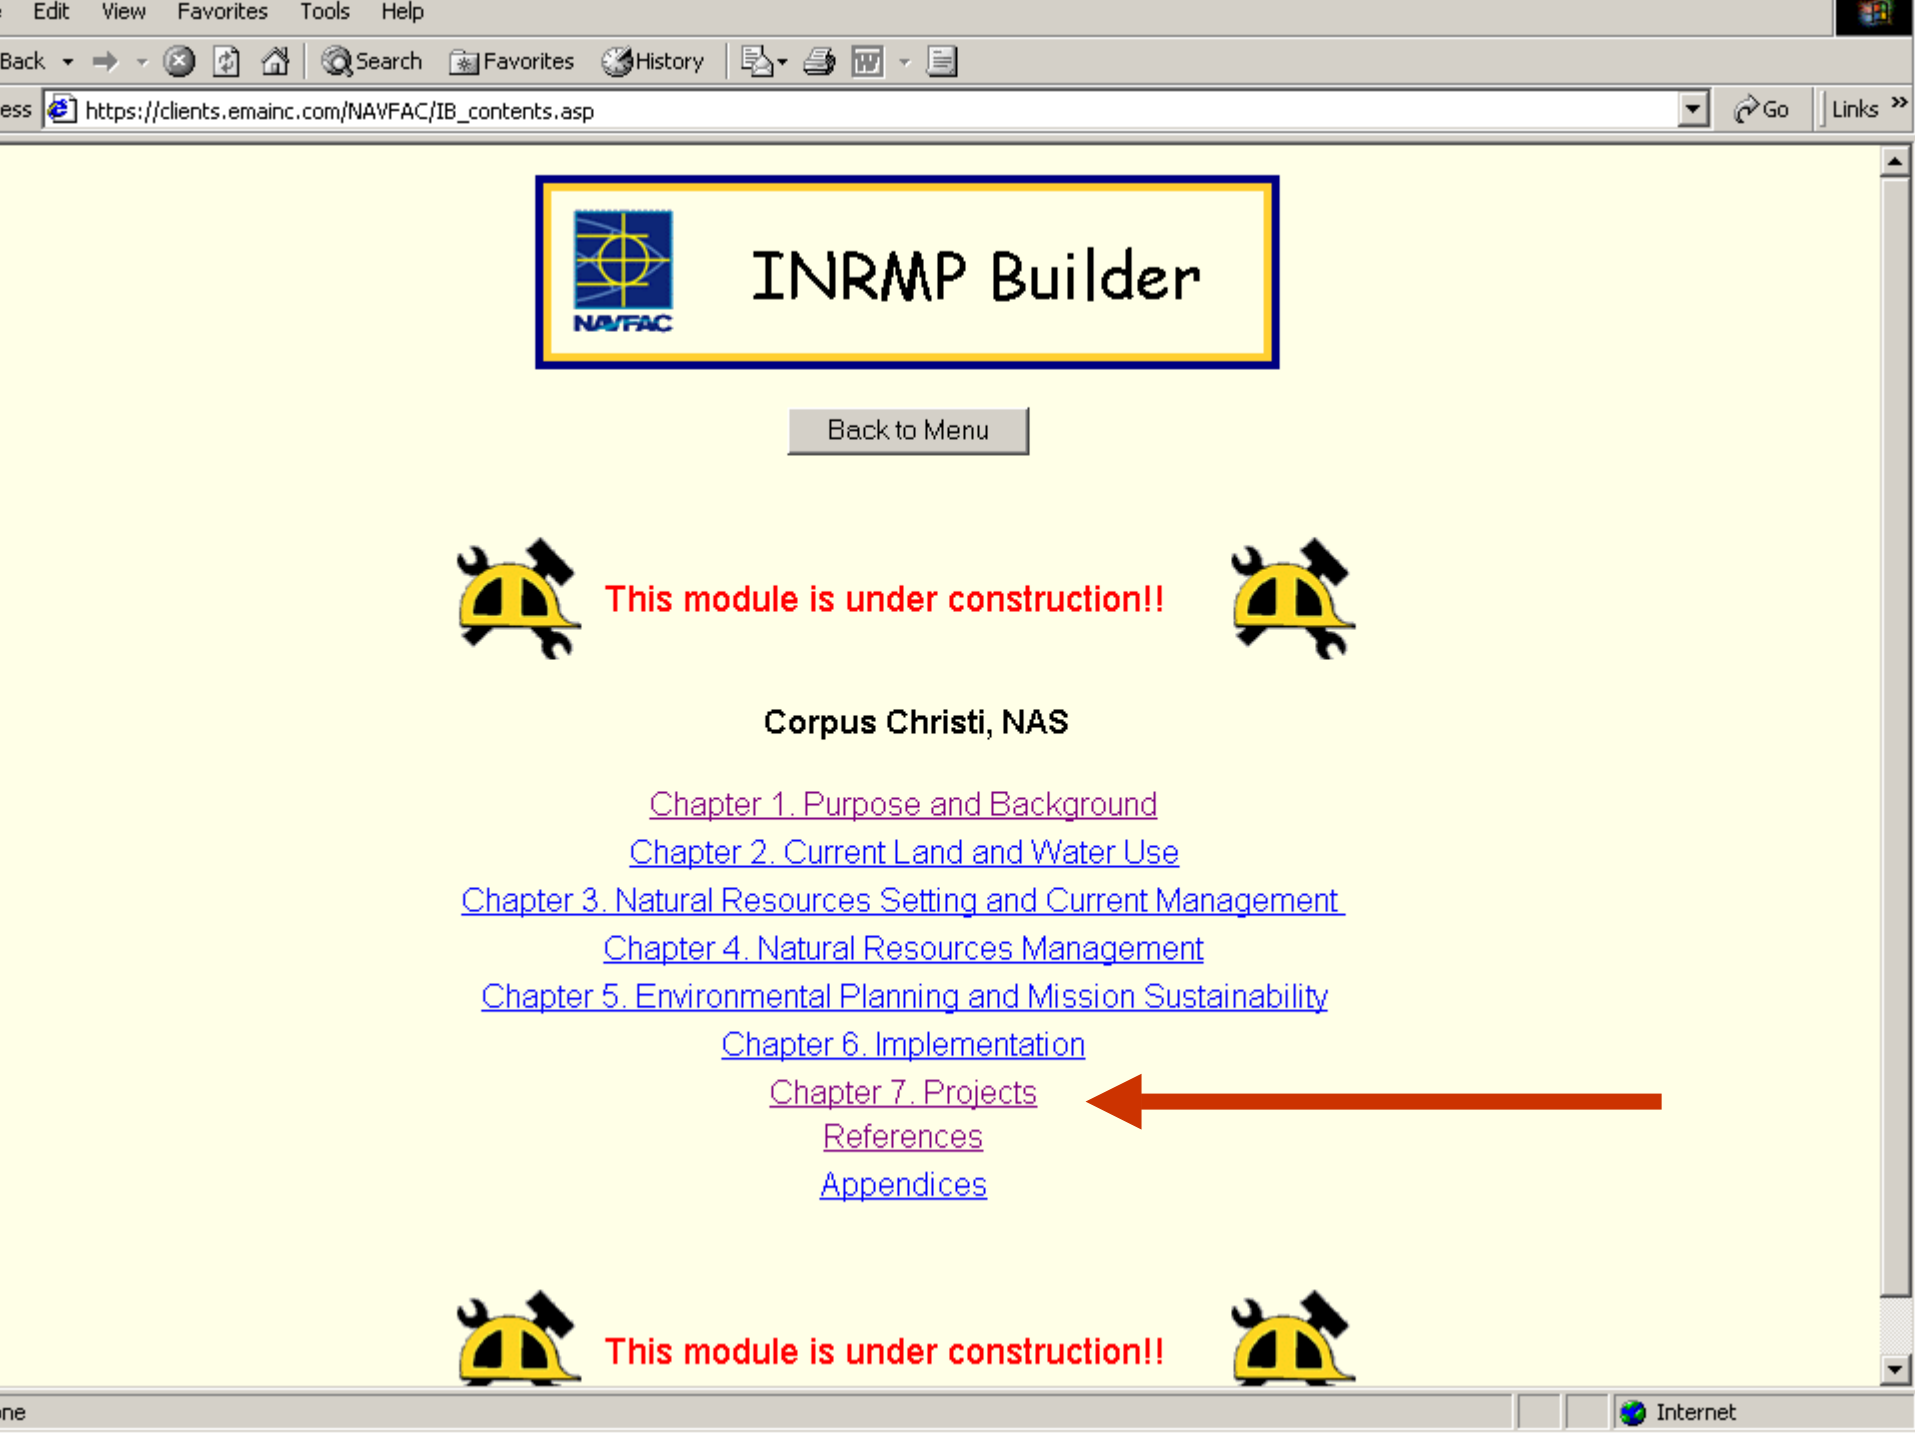 Edit View Favorites Tools Help
Back Search Favorites History
ess https://clients.emainc.com/NAVFAC/IB_contents.asp Go Links »
INRMP Builder
NAVFAC
Back to Menu
This module is under construction!!
Corpus Christi, NAS
Chapter 1. Purpose and Background
Chapter 2. Current Land and Water Use
Chapter 3. Natural Resources Setting and Current Management
Chapter 4. Natural Resources Management
Chapter 5. Environmental Planning and Mission Sustainability
Chapter 6. Implementation
Chapter 7. Projects
References
Appendices
This module is under construction!!
one Internet